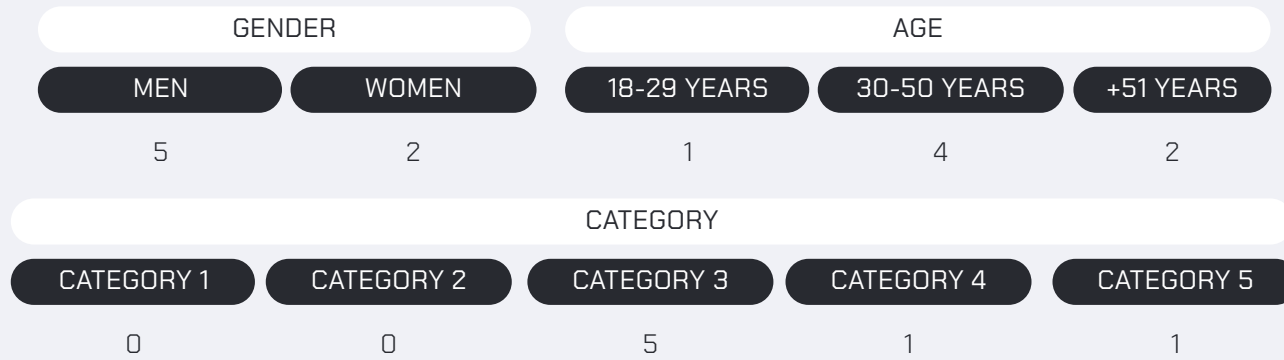 GENDER AGE
MEN WOMEN 18-29 YEARS 30-50 YEARS +51 YEARS
5 2 1 4 2
CATEGORY
CATEGORY 1 CATEGORY 2 CATEGORY 3 CATEGORY 4 CATEGORY 5
0 0 5 1 1